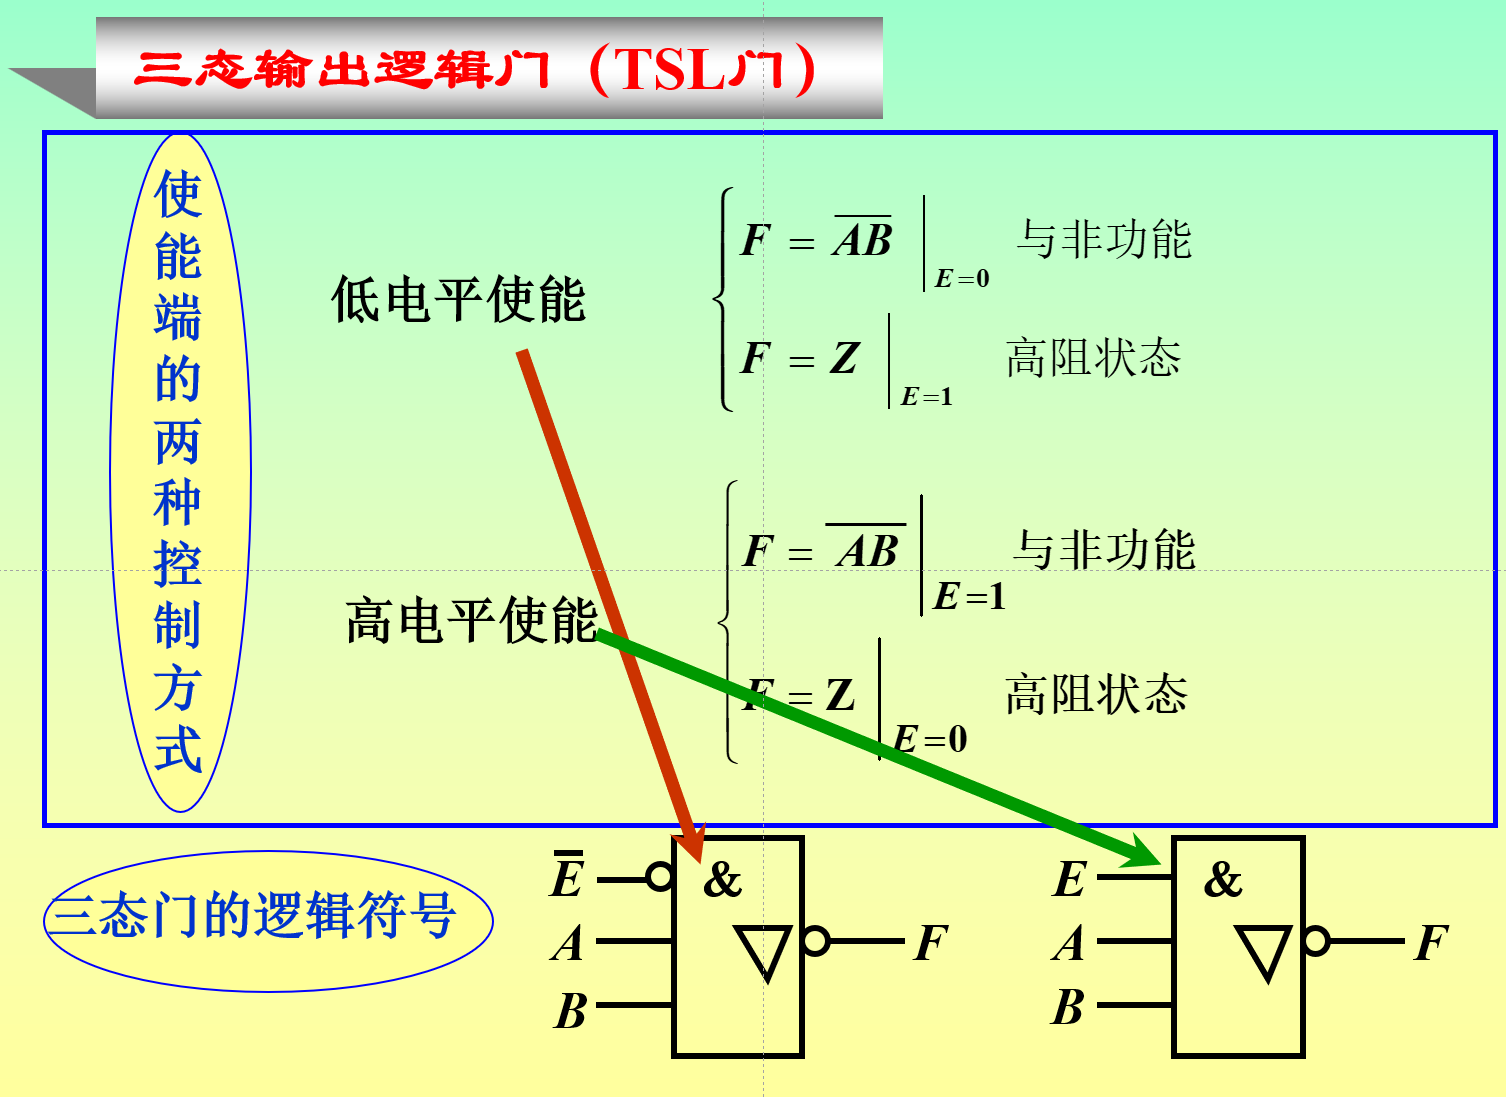 三态输出逻辑门（TSL门）
使能端的两种控制方式
低电平使能
F = A̅B̅ | E=0 与非功能
F = Z | E=1 高阻状态
高电平使能
F = A̅B̅ | E=1 与非功能
F = Z | E=0 高阻状态
三态门的逻辑符号
E̅
A
B
&
▽
F
E
A
B
&
▽
F